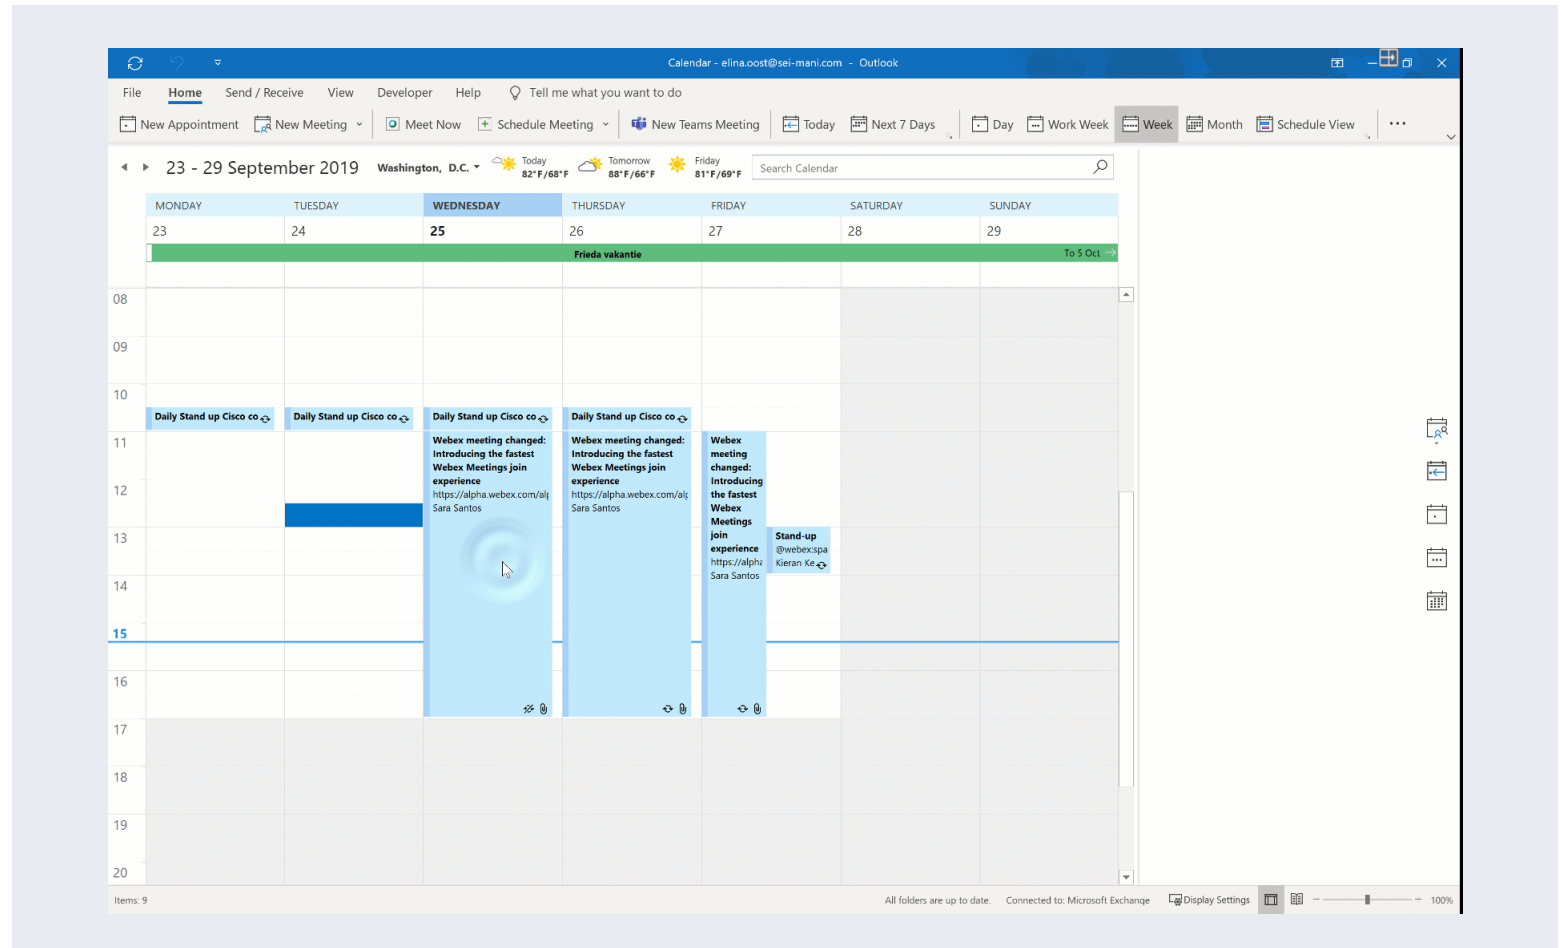 Calendar - elina.oost@sei-mani.com - Outlook
File Home Send / Receive View Developer Help Tell me what you want to do
New Appointment New Meeting Meet Now Schedule Meeting New Teams Meeting Today Next 7 Days Day Work Week Week Month Schedule View ...
23 - 29 September 2019 Washington, D.C. Today 82°F/68°F Tomorrow 88°F/66°F Friday 81°F/69°F Search Calendar
MONDAY TUESDAY WEDNESDAY THURSDAY FRIDAY SATURDAY SUNDAY
23 24 25 26 27 28 29
Frieda vakantie To 5 Oct
08
09
10
Daily Stand up Cisco co Daily Stand up Cisco co Daily Stand up Cisco co Daily Stand up Cisco co
11
12
13
14
15
16
17
18
19
20
Webex meeting changed:
Introducing the fastest
Webex Meetings join
experience
https://alpha.webex.com/alp
Sara Santos
Webex meeting changed:
Introducing the fastest
Webex Meetings join
experience
https://alpha.webex.com/alp
Sara Santos
Webex
meeting
changed:
Introducing
the fastest
Webex
Meetings
join
experience
https://alpha
Sara Santos
Stand-up
@webex:spa
Kieran Ke
Items: 9 All folders are up to date. Connected to: Microsoft Exchange Display Settings 100%